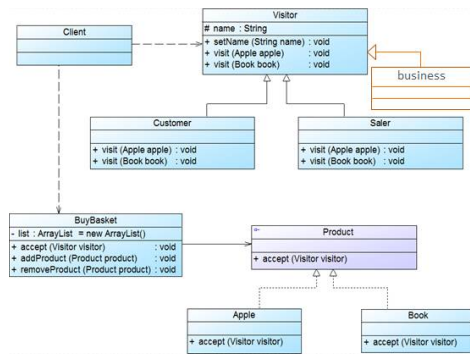 Client
Visitor
# name : String
+ setName (String name) : void
+ visit (Apple apple) : void
+ visit (Book book) : void
business
Customer
+ visit (Apple apple) : void
+ visit (Book book) : void
Saler
+ visit (Apple apple) : void
+ visit (Book book) : void
BuyBasket
- list : ArrayList = new ArrayList()
+ accept (Visitor visitor) : void
+ addProduct (Product product) : void
+ removeProduct (Product product) : void
Product
+ accept (Visitor visitor)
Apple
+ accept (Visitor visitor)
Book
+ accept (Visitor visitor)